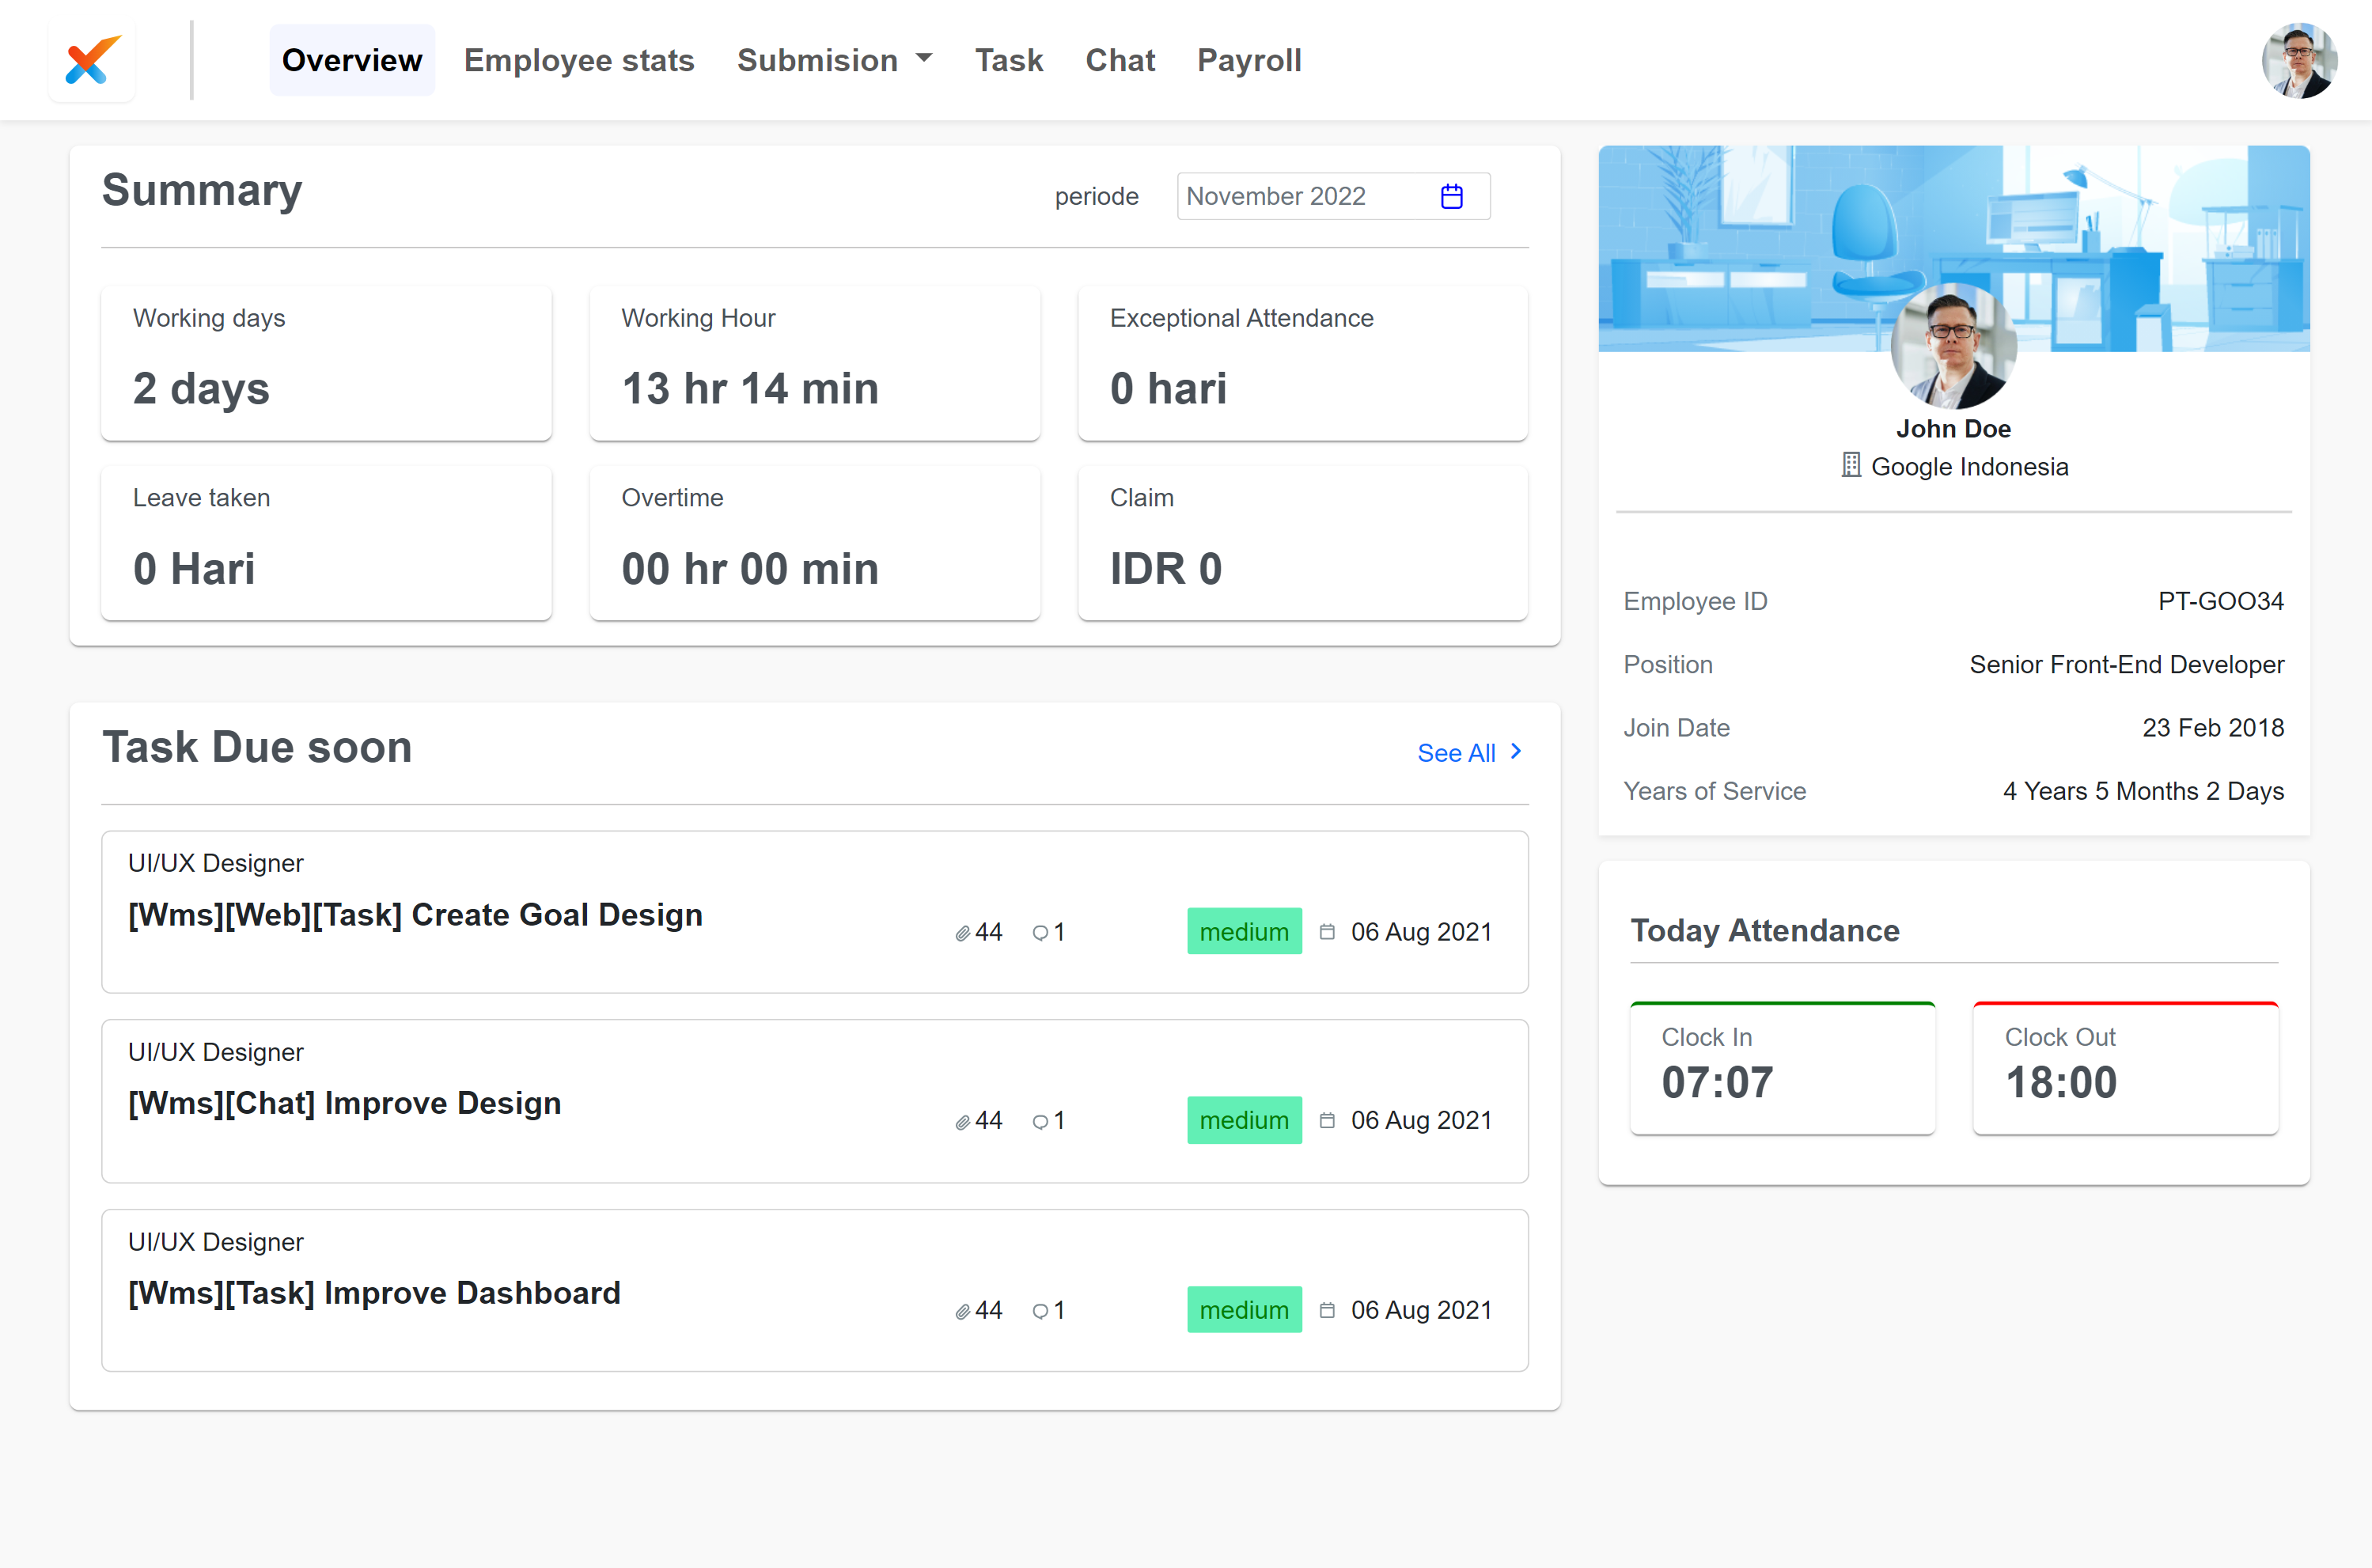 Overview
Employee stats
Submision
Task
Chat
Payroll
Summary
periode
November 2022
Working days
2 days
Working Hour
13 hr 14 min
Exceptional Attendance
0 hari
Leave taken
0 Hari
Overtime
00 hr 00 min
Claim
IDR 0
Task Due soon
See All
UI/UX Designer
[Wms][Web][Task] Create Goal Design
44
1
medium
06 Aug 2021
UI/UX Designer
[Wms][Chat] Improve Design
44
1
medium
06 Aug 2021
UI/UX Designer
[Wms][Task] Improve Dashboard
44
1
medium
06 Aug 2021
John Doe
Google Indonesia
Employee ID
PT-GOO34
Position
Senior Front-End Developer
Join Date
23 Feb 2018
Years of Service
4 Years 5 Months 2 Days
Today Attendance
Clock In
07:07
Clock Out
18:00